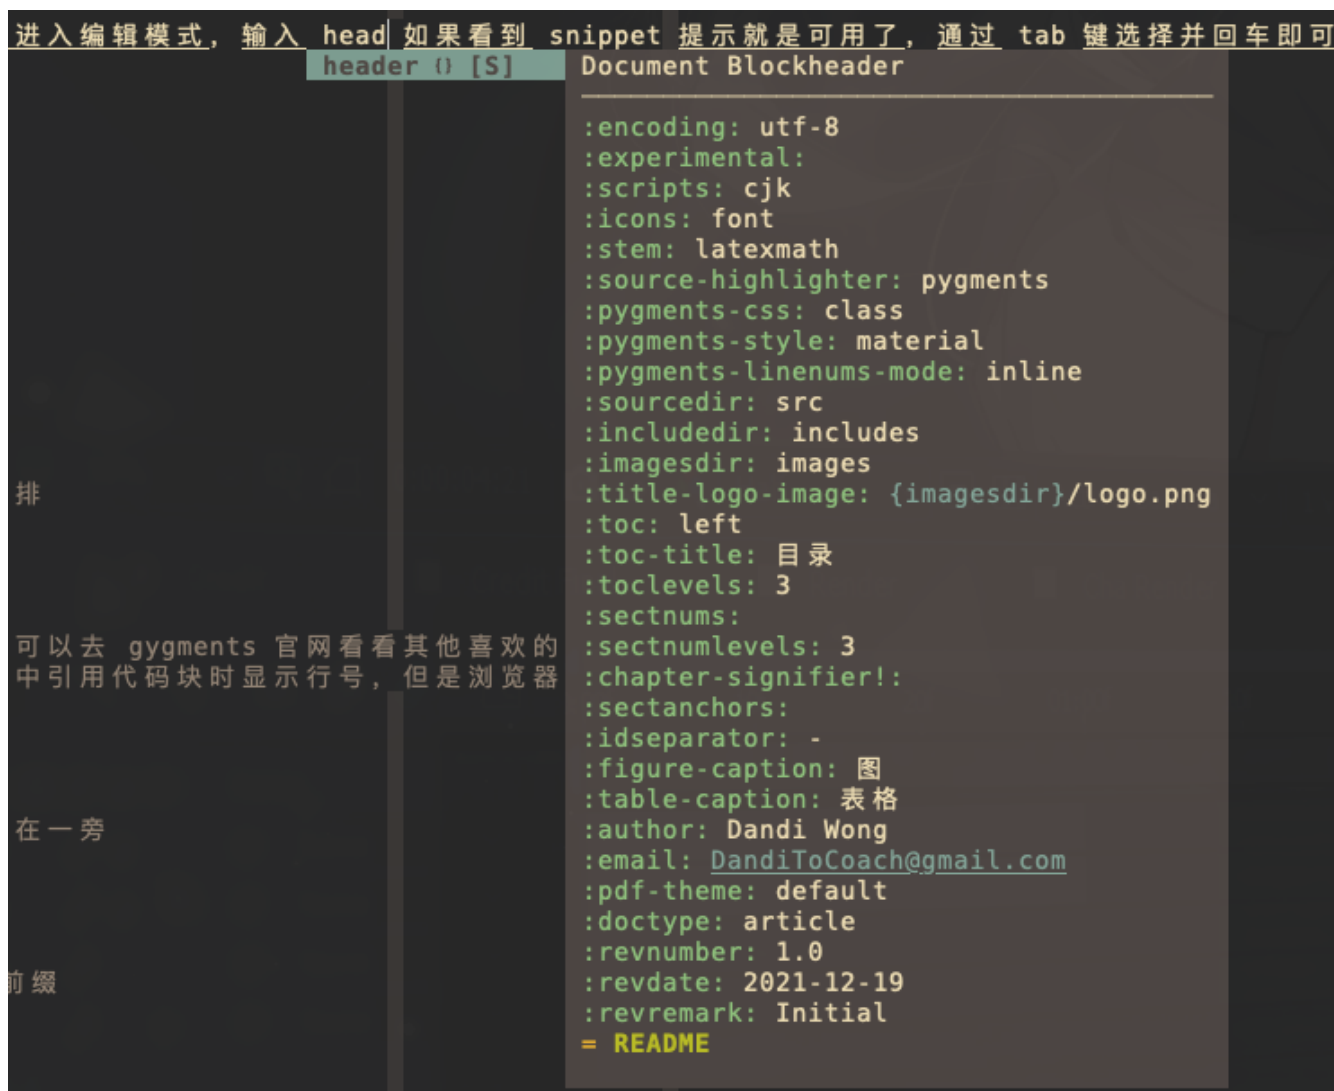 进入编辑模式, 输入 head 如果看到 snippet 提示就是可用了, 通过 tab 键选择并回车即可
header {} [S]
Document Blockheader
:encoding: utf-8
:experimental:
:scripts: cjk
:icons: font
:stem: latexmath
:source-highlighter: pygments
:pygments-css: class
:pygments-style: material
:pygments-linenums-mode: inline
:sourcedir: src
:includedir: includes
:imagesdir: images
排
:title-logo-image: {imagesdir}/logo.png
:toc: left
:toc-title: 目录
:toclevels: 3
:sectnums:
可以去 gygments 官网看看其他喜欢的
:sectnumlevels: 3
中引用代码块时显示行号, 但是浏览器
:chapter-signifier!:
:sectanchors:
:idseparator: -
:figure-caption: 图
:table-caption: 表格
在一旁
:author: Dandi Wong
:email: DandiToCoach@gmail.com
:pdf-theme: default
:doctype: article
:revnumber: 1.0
前缀
:revdate: 2021-12-19
:revremark: Initial
= README